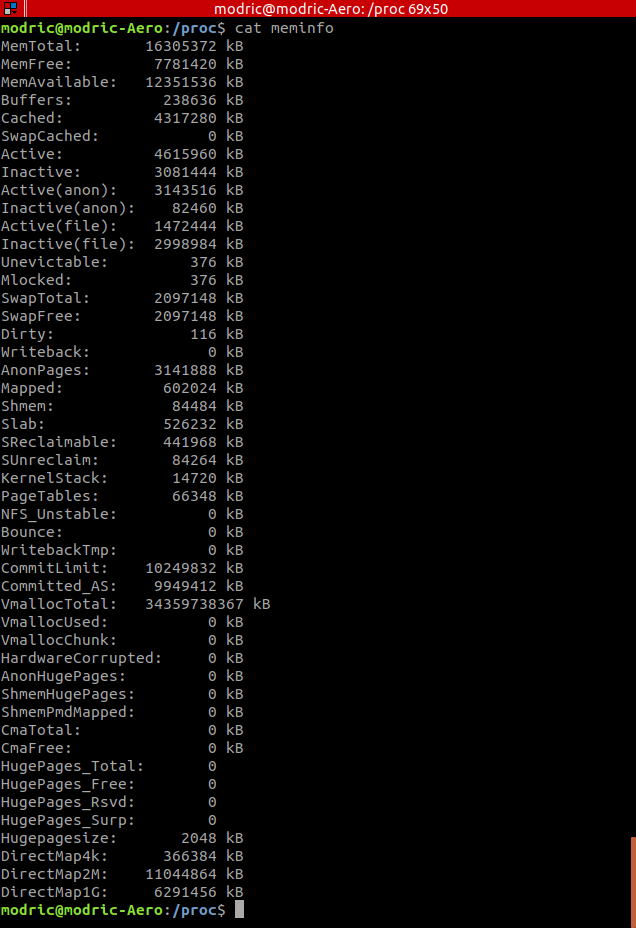 modric@modric-Aero: /proc 69x50
modric@modric-Aero:/proc$ cat meminfo
MemTotal:       16305372 kB
MemFree:         7781420 kB
MemAvailable:   12351536 kB
Buffers:          238636 kB
Cached:          4317280 kB
SwapCached:            0 kB
Active:          4615960 kB
Inactive:        3081444 kB
Active(anon):    3143516 kB
Inactive(anon):    82460 kB
Active(file):    1472444 kB
Inactive(file):  2998984 kB
Unevictable:         376 kB
Mlocked:             376 kB
SwapTotal:       2097148 kB
SwapFree:        2097148 kB
Dirty:               116 kB
Writeback:             0 kB
AnonPages:       3141888 kB
Mapped:           602024 kB
Shmem:             84484 kB
Slab:             526232 kB
SReclaimable:     441968 kB
SUnreclaim:        84264 kB
KernelStack:       14720 kB
PageTables:        66348 kB
NFS_Unstable:          0 kB
Bounce:                0 kB
WritebackTmp:          0 kB
CommitLimit:    10249832 kB
Committed_AS:    9949412 kB
VmallocTotal:   34359738367 kB
VmallocUsed:           0 kB
VmallocChunk:          0 kB
HardwareCorrupted:     0 kB
AnonHugePages:         0 kB
ShmemHugePages:        0 kB
ShmemPmdMapped:        0 kB
CmaTotal:              0 kB
CmaFree:               0 kB
HugePages_Total:       0
HugePages_Free:        0
HugePages_Rsvd:        0
HugePages_Surp:        0
Hugepagesize:       2048 kB
DirectMap4k:      366384 kB
DirectMap2M:    11044864 kB
DirectMap1G:     6291456 kB
modric@modric-Aero:/proc$